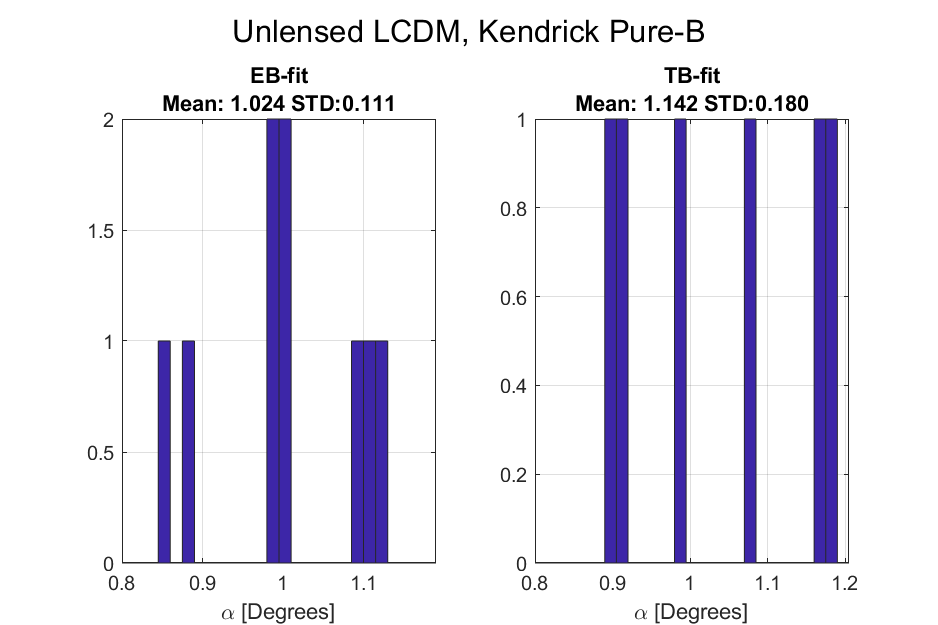 Unlensed LCDM, Kendrick Pure-B
EB-fit
Mean: 1.024 STD:0.111
2
1.5
1
0.5
0
0.8 0.9 1 1.1
α [Degrees]
TB-fit
Mean: 1.142 STD:0.180
1
0.8
0.6
0.4
0.2
0
0.8 0.9 1 1.1 1.2
α [Degrees]